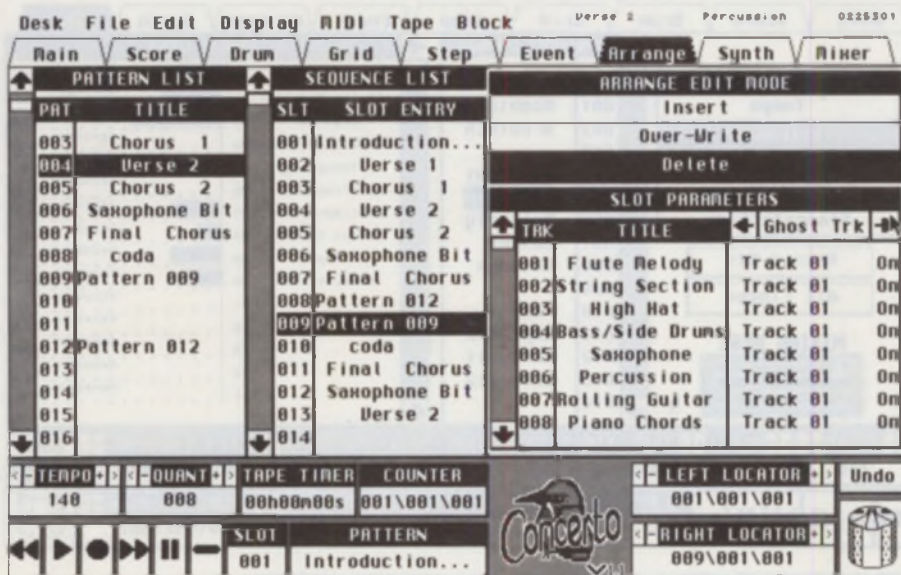 Desk File Edit Display MIDI Tape Block Verse 2 Percussion 0225301
Main Score Drum Grid Step Event Arrange Synth Mixer
PATTERN LIST
PAT TITLE
003 Chorus 1
004 Verse 2
005 Chorus 2
006 Saxophone Bit
007 Final Chorus
008 coda
009 Pattern 009
010
011
012 Pattern 012
013
014
015
016
SEQUENCE LIST
SLT SLOT ENTRY
001 Introduction...
002 Verse 1
003 Chorus 1
004 Verse 2
005 Chorus 2
006 Saxophone Bit
007 Final Chorus
008 Pattern 012
009 Pattern 009
010 coda
011 Final Chorus
012 Saxophone Bit
013 Verse 2
014
ARRANGE EDIT MODE
Insert
Over-Write
Delete
SLOT PARAMETERS
TRK TITLE Ghost Trk
001 Flute Melody Track 01 On
002 String Section Track 01 On
003 High Hat Track 01 On
004 Bass/Side Drums Track 01 On
005 Saxophone Track 01 On
006 Percussion Track 01 On
007 Rolling Guitar Track 01 On
008 Piano Chords Track 01 On
<-TEMPO+> <-QUANT+> TAPE TIMER COUNTER
140 008 00h00m00s 001\001\001
SLOT PATTERN
001 Introduction...
Concerto
<- LEFT LOCATOR +>
001\001\001
<-RIGHT LOCATOR+>
009\001\001
Undo